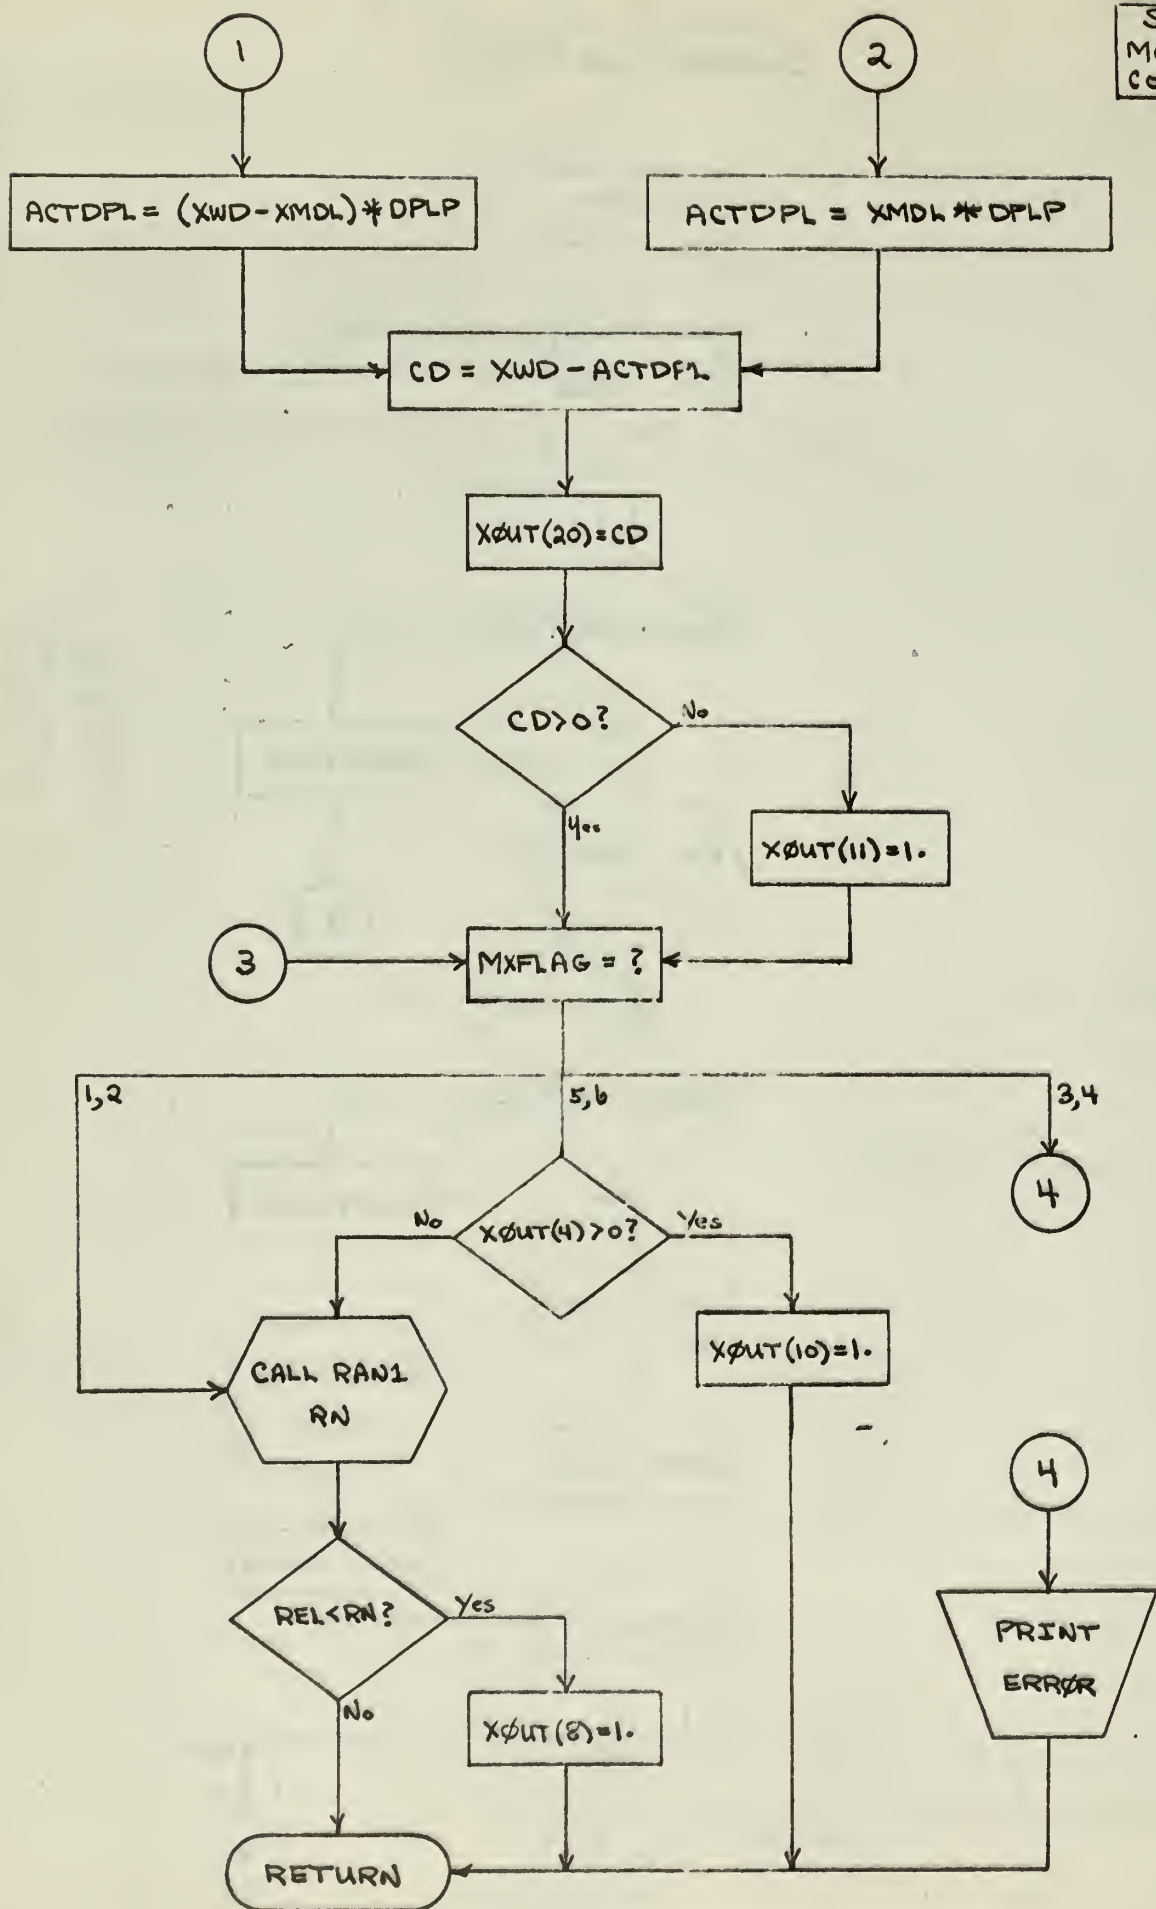 1
2
ACTDPL = (XWD-XMDL)*DPLP
ACTDPL = XMDL*DPLP
CD = XWD-ACTDPL
XØUT(20)=CD
CD>0?
No
Yes
XØUT(11)=1.
3
MXFLAG = ?
1,2
5,6
3,4
4
No
XØUT(4)>0?
Yes
XØUT(10)=1.
CALL RAN1
RN
4
REL<RN?
Yes
No
XØUT(8)=1.
PRINT
ERRØR
RETURN